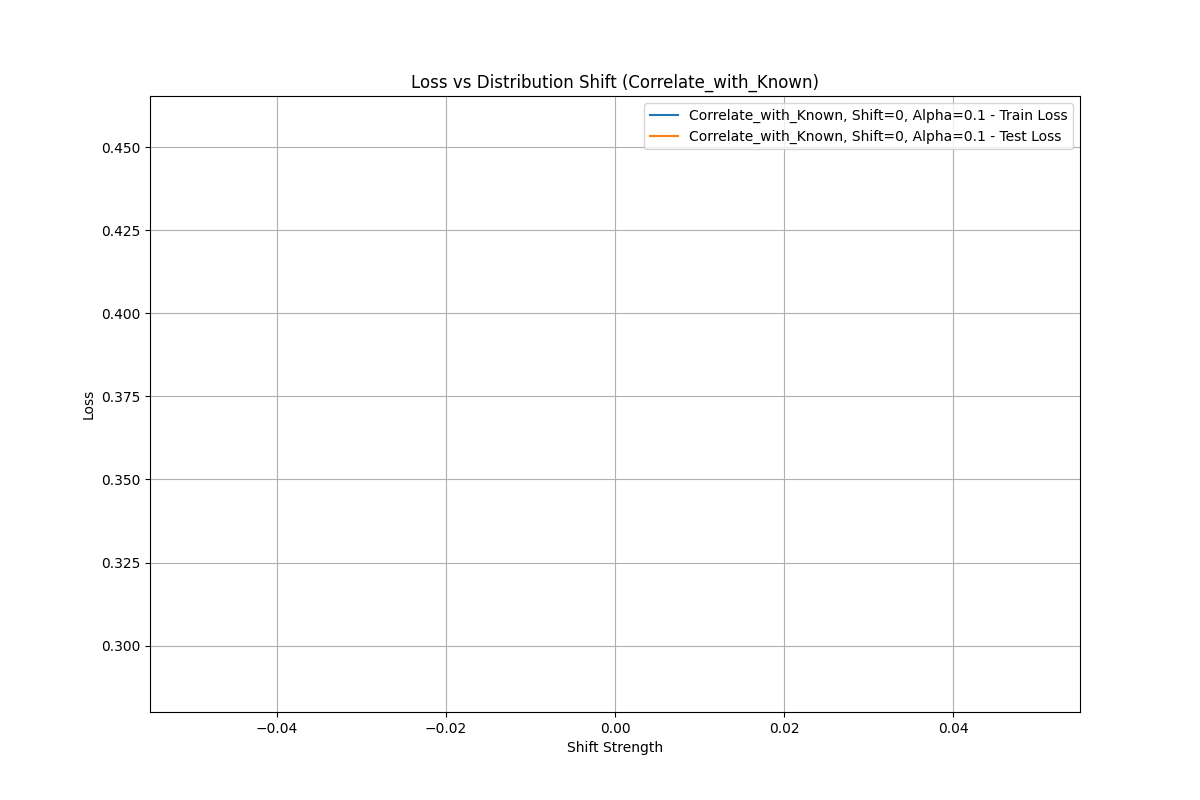 Loss vs Distribution Shift (Correlate_with_Known)
Correlate_with_Known, Shift=0, Alpha=0.1 - Train Loss
Correlate_with_Known, Shift=0, Alpha=0.1 - Test Loss
0.450
0.425
0.400
0.375
0.350
0.325
0.300
Loss
−0.04 −0.02 0.00 0.02 0.04
Shift Strength